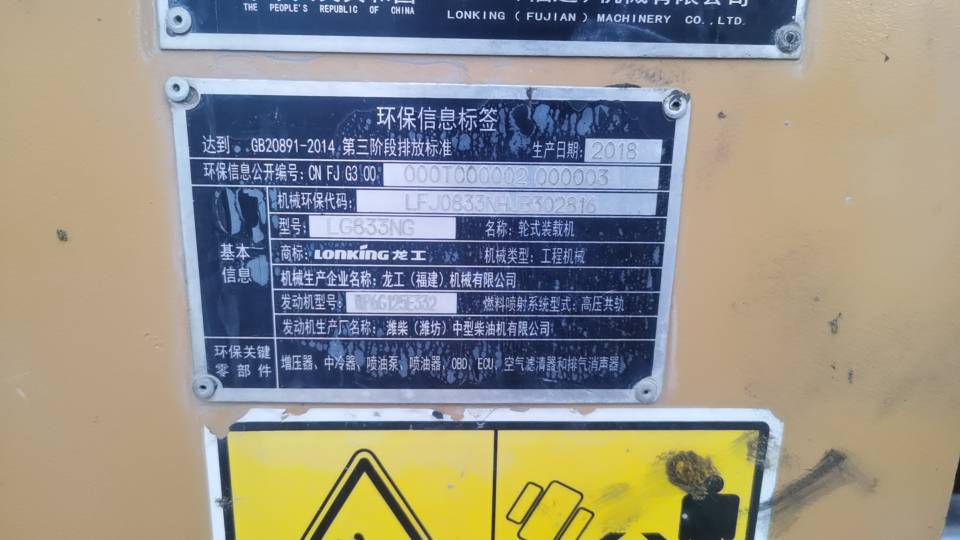 THE PEOPLE'S REPUBLIC OF CHINA
机械有限公司
LONKING (FUJIAN) MACHINERY CO.,LTD.
环保信息标签
达到 GB20891-2014 第三阶段排放标准 生产日期: 2018
环保信息公开编号: CN FJ G3 00 000T000002 000003
机械环保代码: LFJ0833NHJB302816
型号: LG833NG 名称: 轮式装载机
基本信息
商标: LONKING 龙工 机械类型: 工程机械
机械生产企业名称: 龙工(福建)机械有限公司
发动机型号: 燃料喷射系统型式: 高压共轨
发动机生产厂名称: 潍柴(潍坊)中型柴油机有限公司
环保关键零部件 增压器、中冷器、喷油泵、喷油器、OBD、ECU、空气滤清器和排气消声器